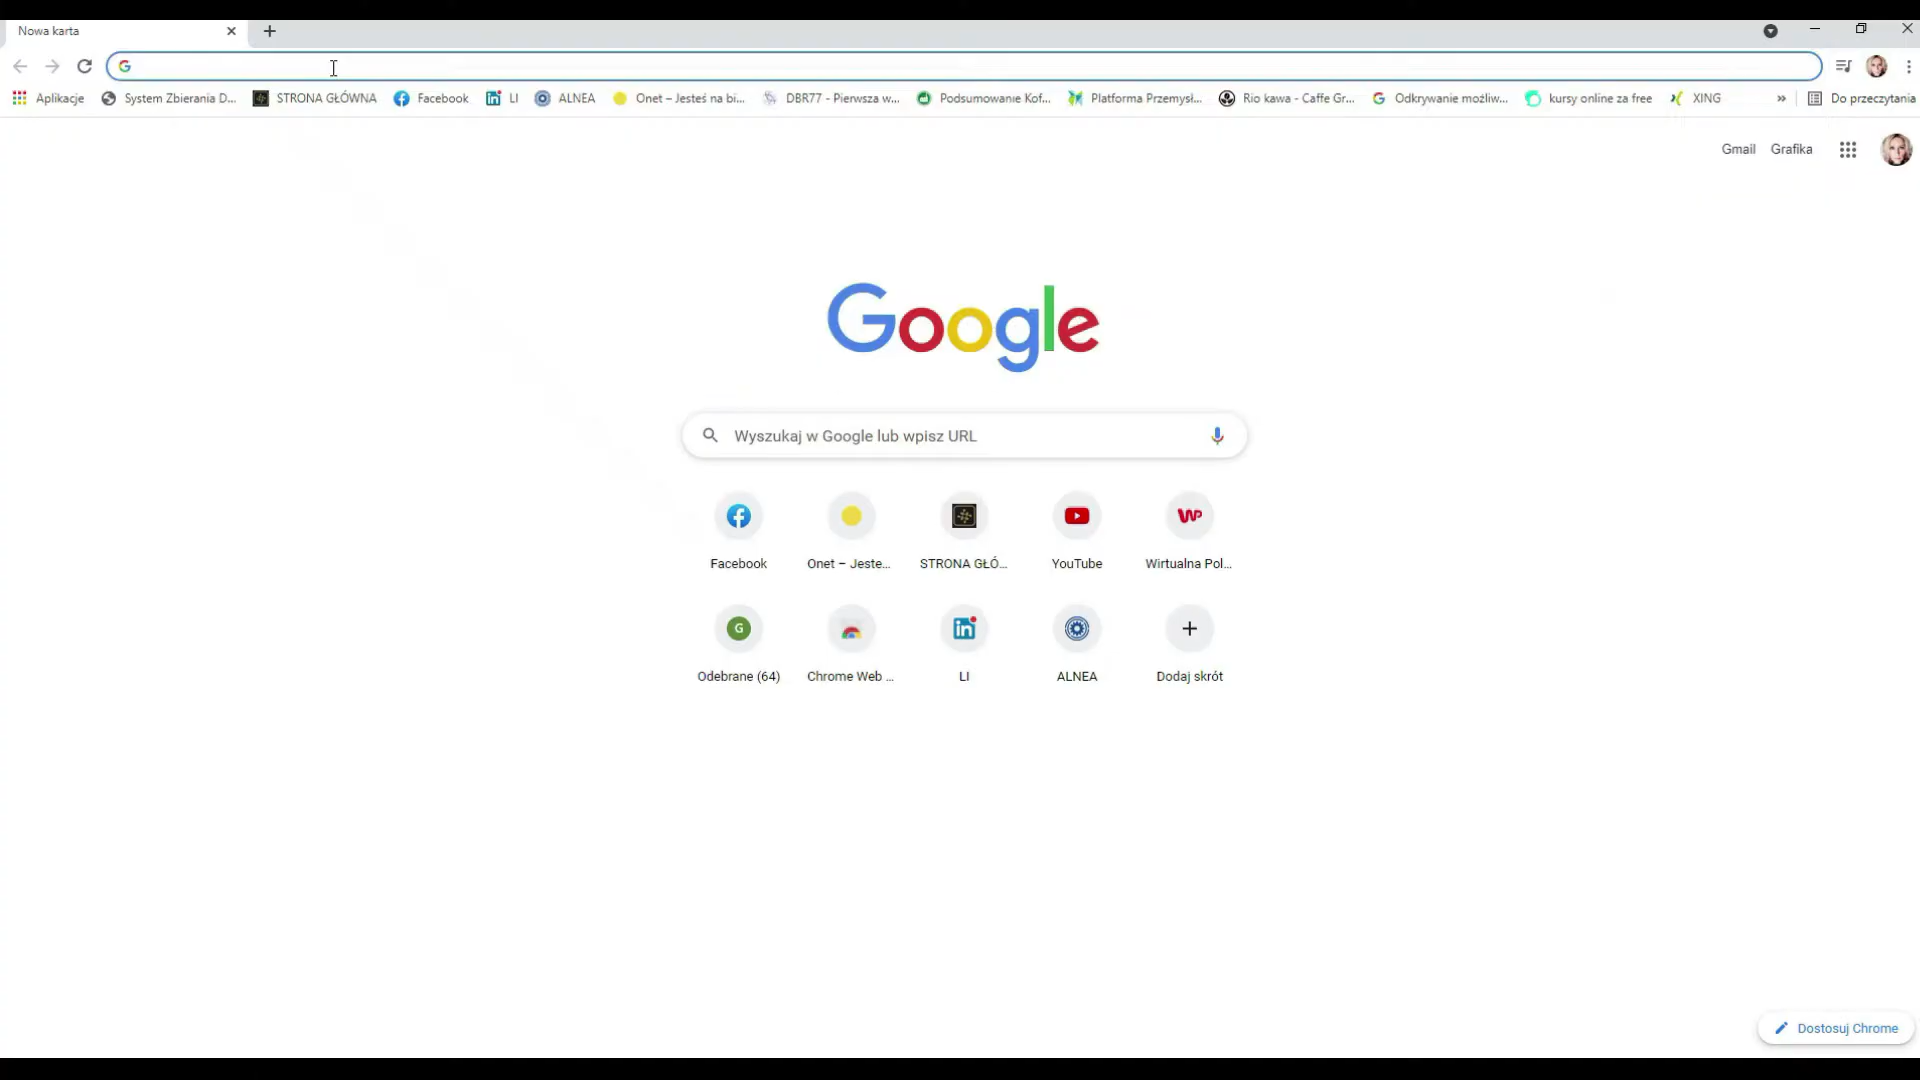 Nowa karta
Aplikacje System Zbierania D... STRONA GŁÓWNA Facebook LI ALNEA Onet – Jesteś na bi... DBR77 - Pierwsza w... Podsumowanie Kof... Platforma Przemysł... Rio kawa - Caffe Gr... Odkrywanie możliw... kursy online za free XING » Do przeczytania
Gmail Grafika
Google
Wyszukaj w Google lub wpisz URL
Facebook Onet – Jeste... STRONA GŁÓ... YouTube Wirtualna Pol...
Odebrane (64) Chrome Web ... LI ALNEA Dodaj skrót
Dostosuj Chrome